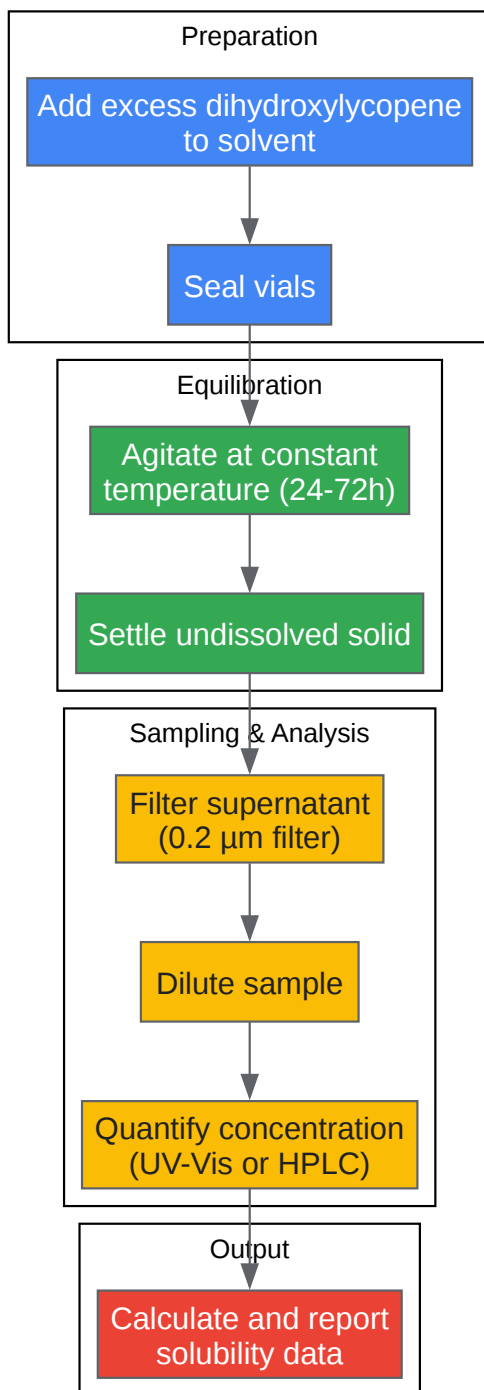 Preparation
Add excess dihydroxylycopene
to solvent
Seal vials
Equilibration
Agitate at constant
temperature (24-72h)
Settle undissolved solid
Sampling & Analysis
Filter supernatant
(0.2 µm filter)
Dilute sample
Quantify concentration
(UV-Vis or HPLC)
Output
Calculate and report
solubility data